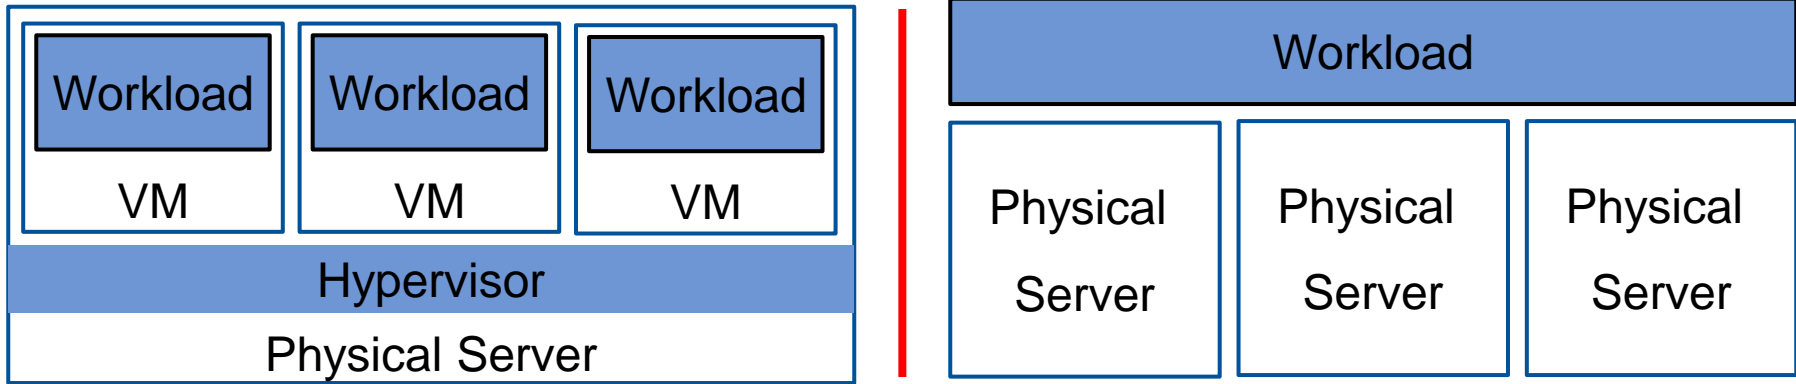 Workload
VM
Workload
VM
Workload
VM
Hypervisor
Physical Server
Workload
Physical
Server
Physical
Server
Physical
Server